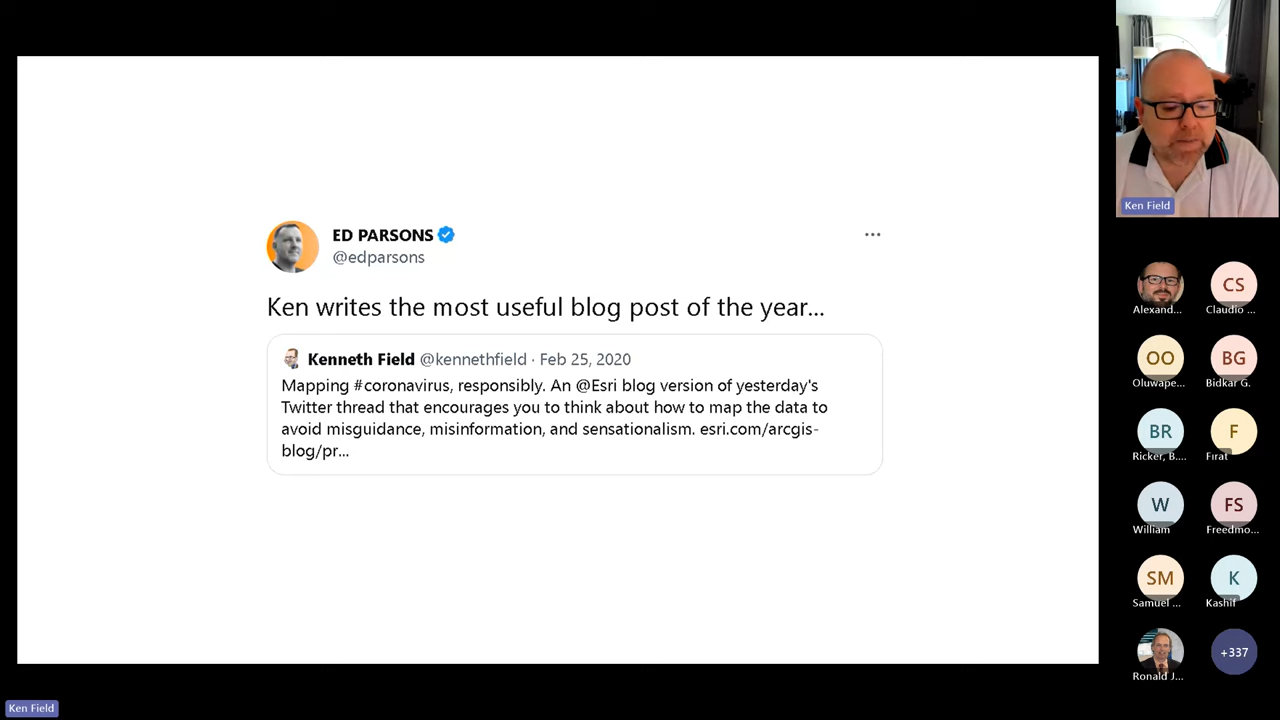 ED PARSONS
@edparsons
Ken writes the most useful blog post of the year...
Kenneth Field @kennethfield · Feb 25, 2020
Mapping #coronavirus, responsibly. An @Esri blog version of yesterday's
Twitter thread that encourages you to think about how to map the data to
avoid misguidance, misinformation, and sensationalism. esri.com/arcgis-
blog/pr...
Ken Field
Alexand...
CS
Claudio ...
OO
Oluwape...
BG
Bidkar G.
BR
Ricker, B....
F
Fırat
W
William
FS
Freedmo...
SM
Samuel ...
K
Kashif
Ronald J...
+337
Ken Field